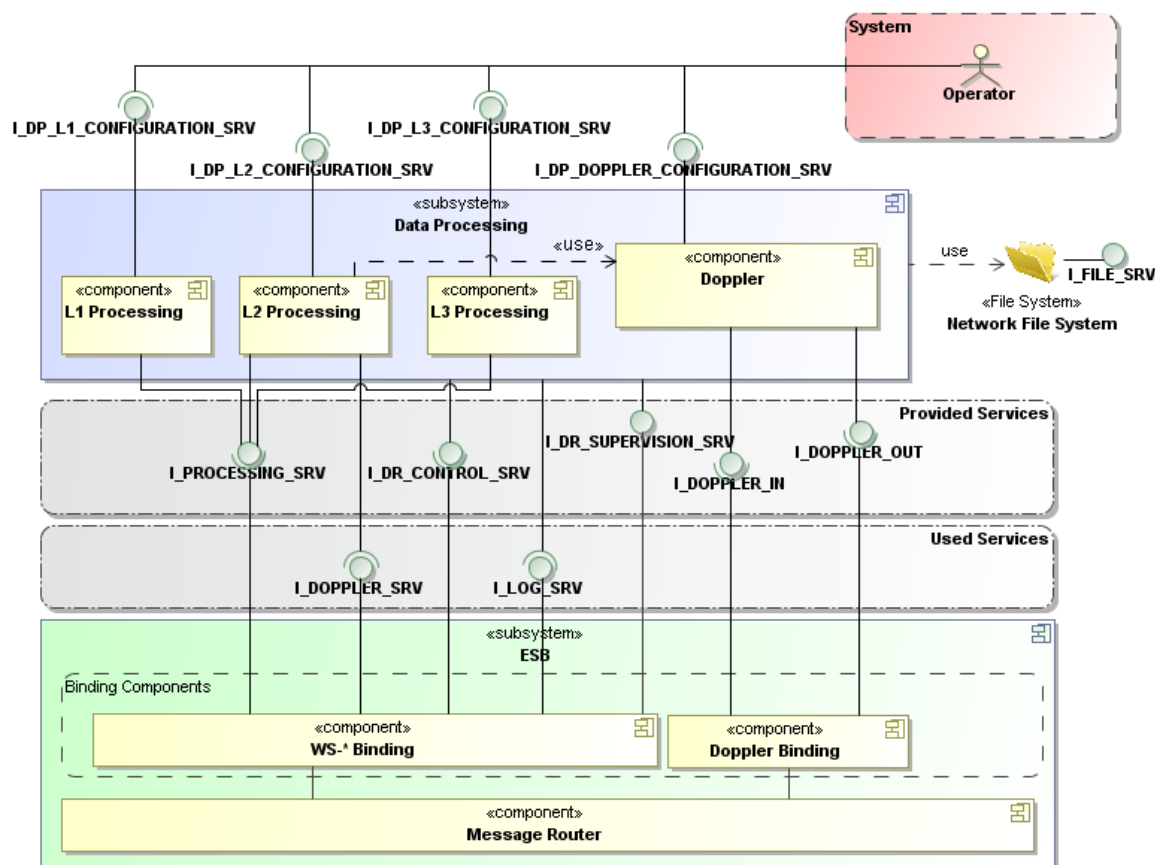 System
Operator
I_DP_L1_CONFIGURATION_SRV
I_DP_L3_CONFIGURATION_SRV
I_DP_L2_CONFIGURATION_SRV
I_DP_DOPPLER_CONFIGURATION_SRV
«subsystem»
Data Processing
«use»
«component»
Doppler
use
I_FILE_SRV
«File System»
Network File System
«component»
L1 Processing
«component»
L2 Processing
«component»
L3 Processing
Provided Services
I_DR_SUPERVISION_SRV
I_DOPPLER_OUT
I_PROCESSING_SRV
I_DR_CONTROL_SRV
I_DOPPLER_IN
Used Services
I_DOPPLER_SRV
I_LOG_SRV
«subsystem»
ESB
Binding Components
«component»
WS-* Binding
«component»
Doppler Binding
«component»
Message Router